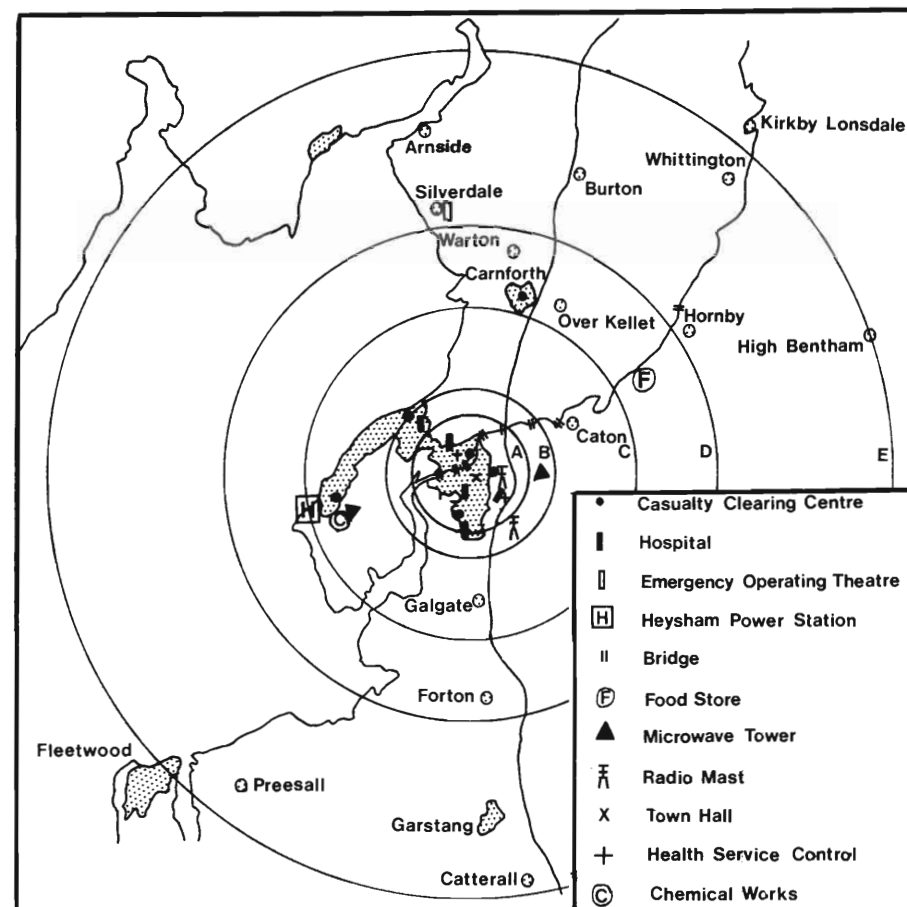 Kirkby Lonsdale
Arnside
Whittington
Burton
Silverdale
Warton
Carnforth
Over Kellet
Hornby
High Bentham
F
Caton
A
B
C
D
E
H
C
Galgate
Forton
Fleetwood
Preesall
Garstang
Catterall
Casualty Clearing Centre
Hospital
Emergency Operating Theatre
H Heysham Power Station
Bridge
F Food Store
Microwave Tower
Radio Mast
Town Hall
Health Service Control
C Chemical Works